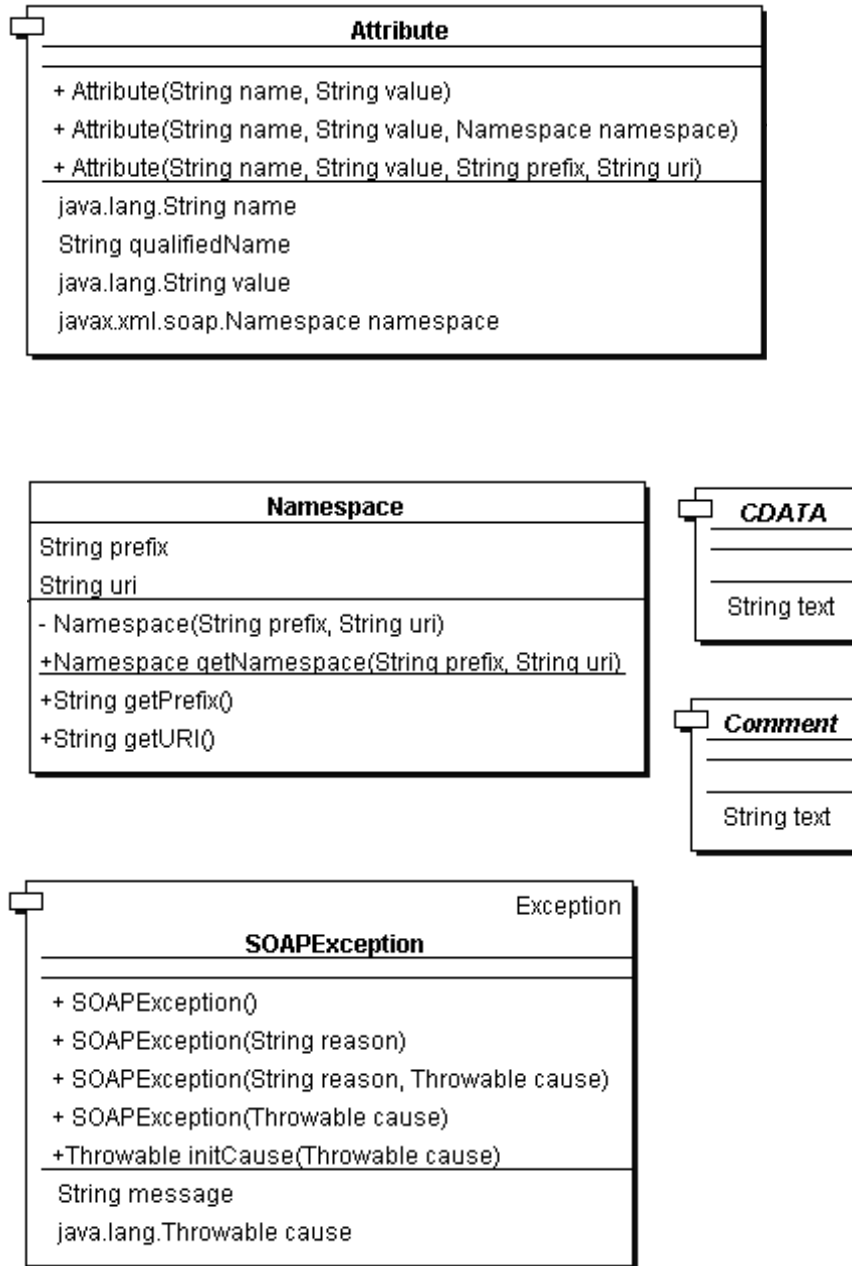 Attribute
+ Attribute(String name, String value)
+ Attribute(String name, String value, Namespace namespace)
+ Attribute(String name, String value, String prefix, String uri)
java.lang.String name
String qualifiedName
java.lang.String value
javax.xml.soap.Namespace namespace
Namespace
String prefix
String uri
- Namespace(String prefix, String uri)
+Namespace getNamespace(String prefix, String uri)
+String getPrefix()
+String getURI()
CDATA
String text
Comment
String text
Exception
SOAPException
+ SOAPException()
+ SOAPException(String reason)
+ SOAPException(String reason, Throwable cause)
+ SOAPException(Throwable cause)
+Throwable initCause(Throwable cause)
String message
java.lang.Throwable cause